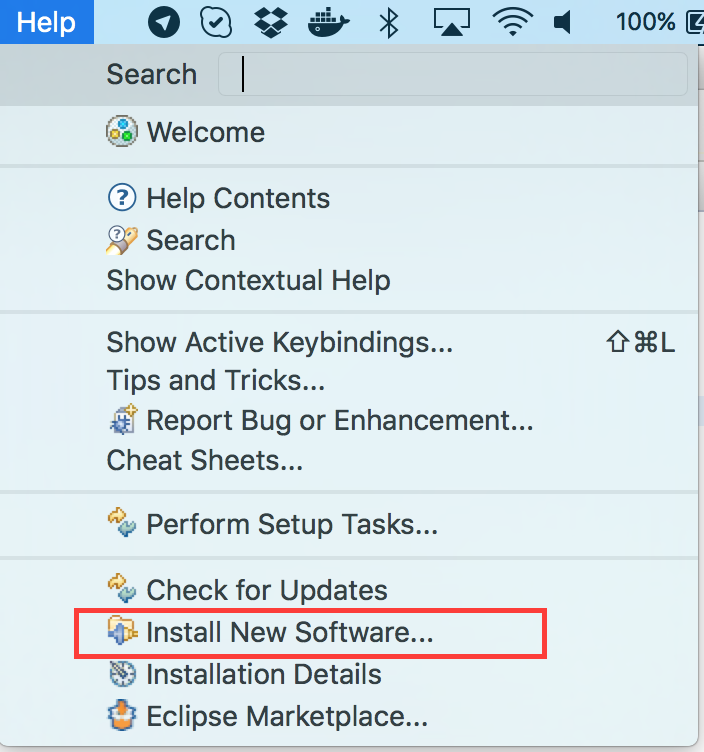 Help 100%
Search
Welcome
Help Contents
Search
Show Contextual Help
Show Active Keybindings... ⇧⌘L
Tips and Tricks...
Report Bug or Enhancement...
Cheat Sheets...
Perform Setup Tasks...
Check for Updates
Install New Software...
Installation Details
Eclipse Marketplace...